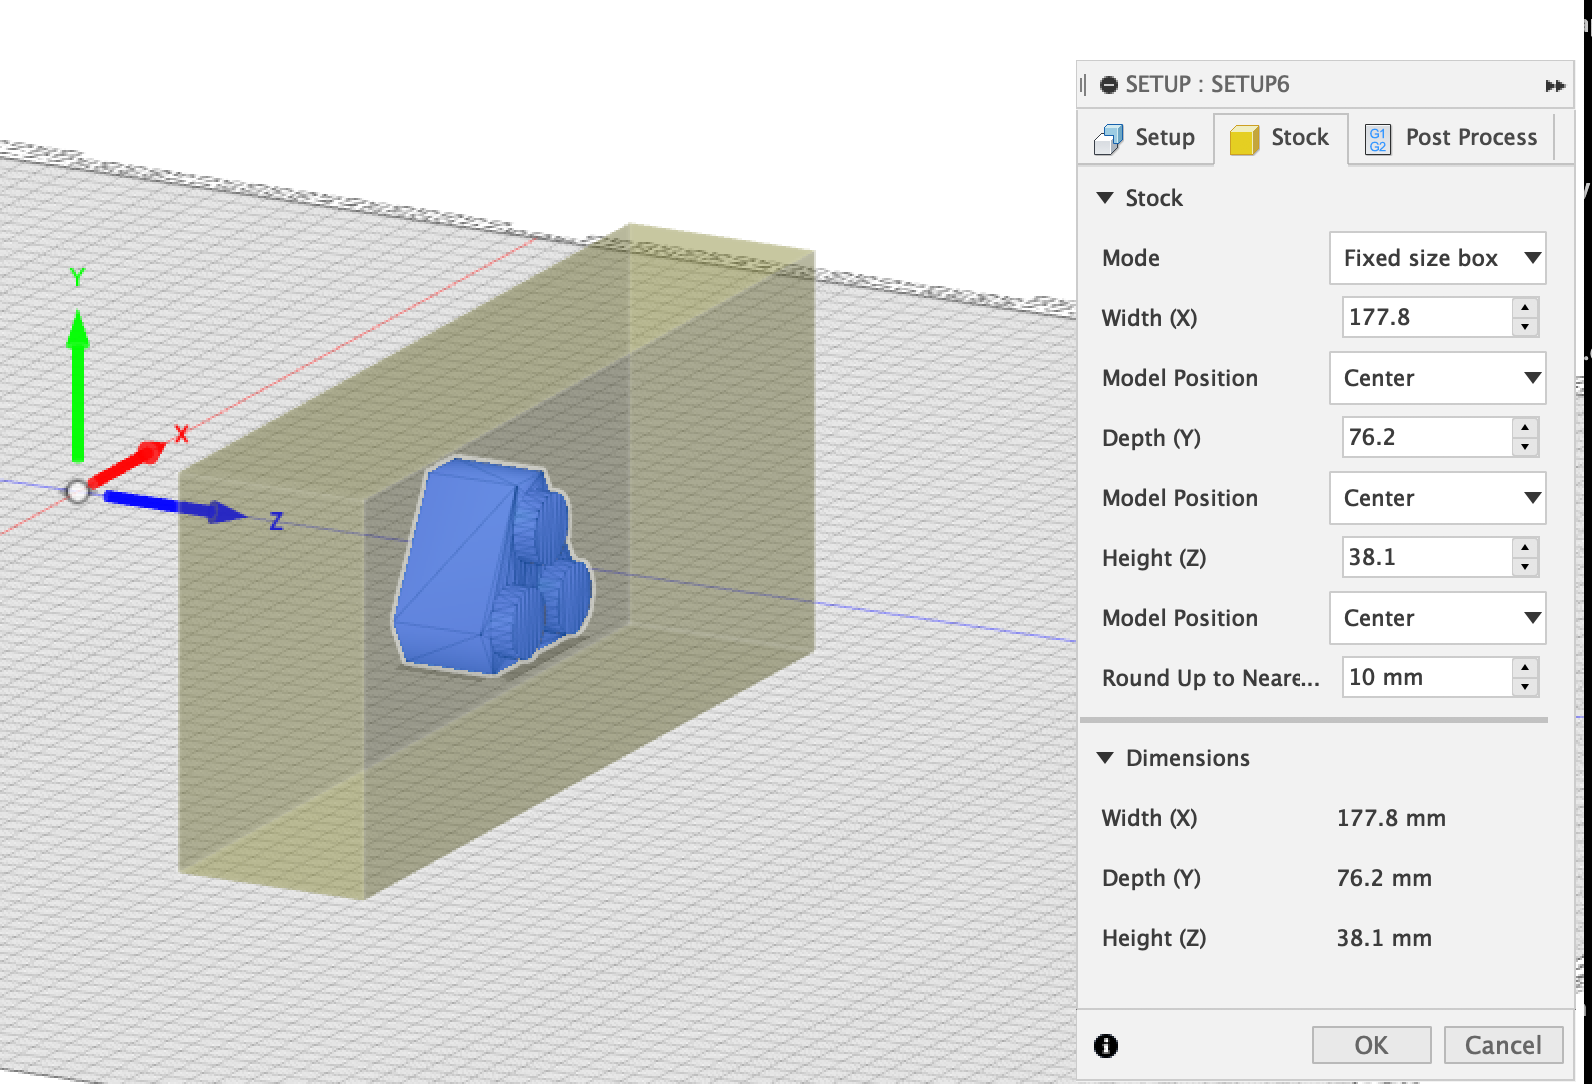 SETUP : SETUP6
Setup
Stock
G1
G2
Post Process
Stock
Mode
Fixed size box
Width (X)
177.8
Model Position
Center
Depth (Y)
76.2
Model Position
Center
Height (Z)
38.1
Model Position
Center
Round Up to Neare...
10 mm
Dimensions
Width (X)
177.8 mm
Depth (Y)
76.2 mm
Height (Z)
38.1 mm
OK
Cancel
Y
X
Z